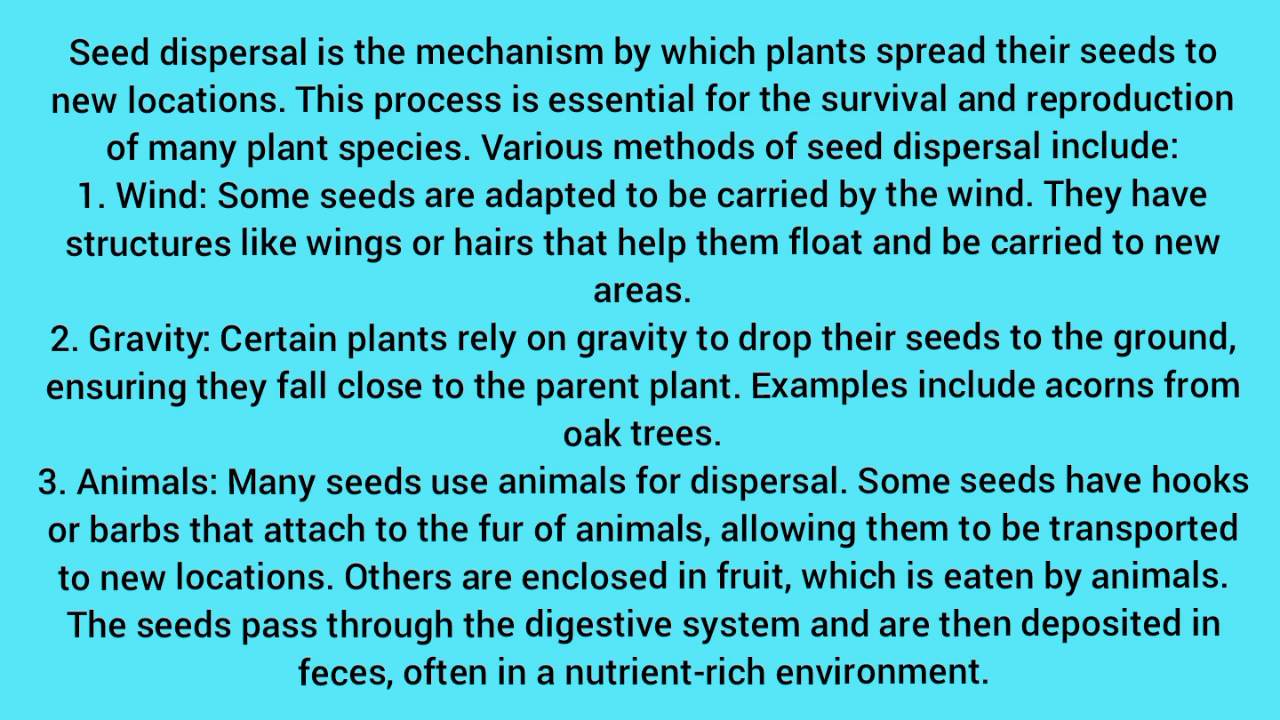 Seed dispersal is the mechanism by which plants spread their seeds to
new locations. This process is essential for the survival and reproduction
of many plant species. Various methods of seed dispersal include:
1. Wind: Some seeds are adapted to be carried by the wind. They have
structures like wings or hairs that help them float and be carried to new
areas.
2. Gravity: Certain plants rely on gravity to drop their seeds to the ground,
ensuring they fall close to the parent plant. Examples include acorns from
oak trees.
3. Animals: Many seeds use animals for dispersal. Some seeds have hooks
or barbs that attach to the fur of animals, allowing them to be transported
to new locations. Others are enclosed in fruit, which is eaten by animals.
The seeds pass through the digestive system and are then deposited in
feces, often in a nutrient-rich environment.